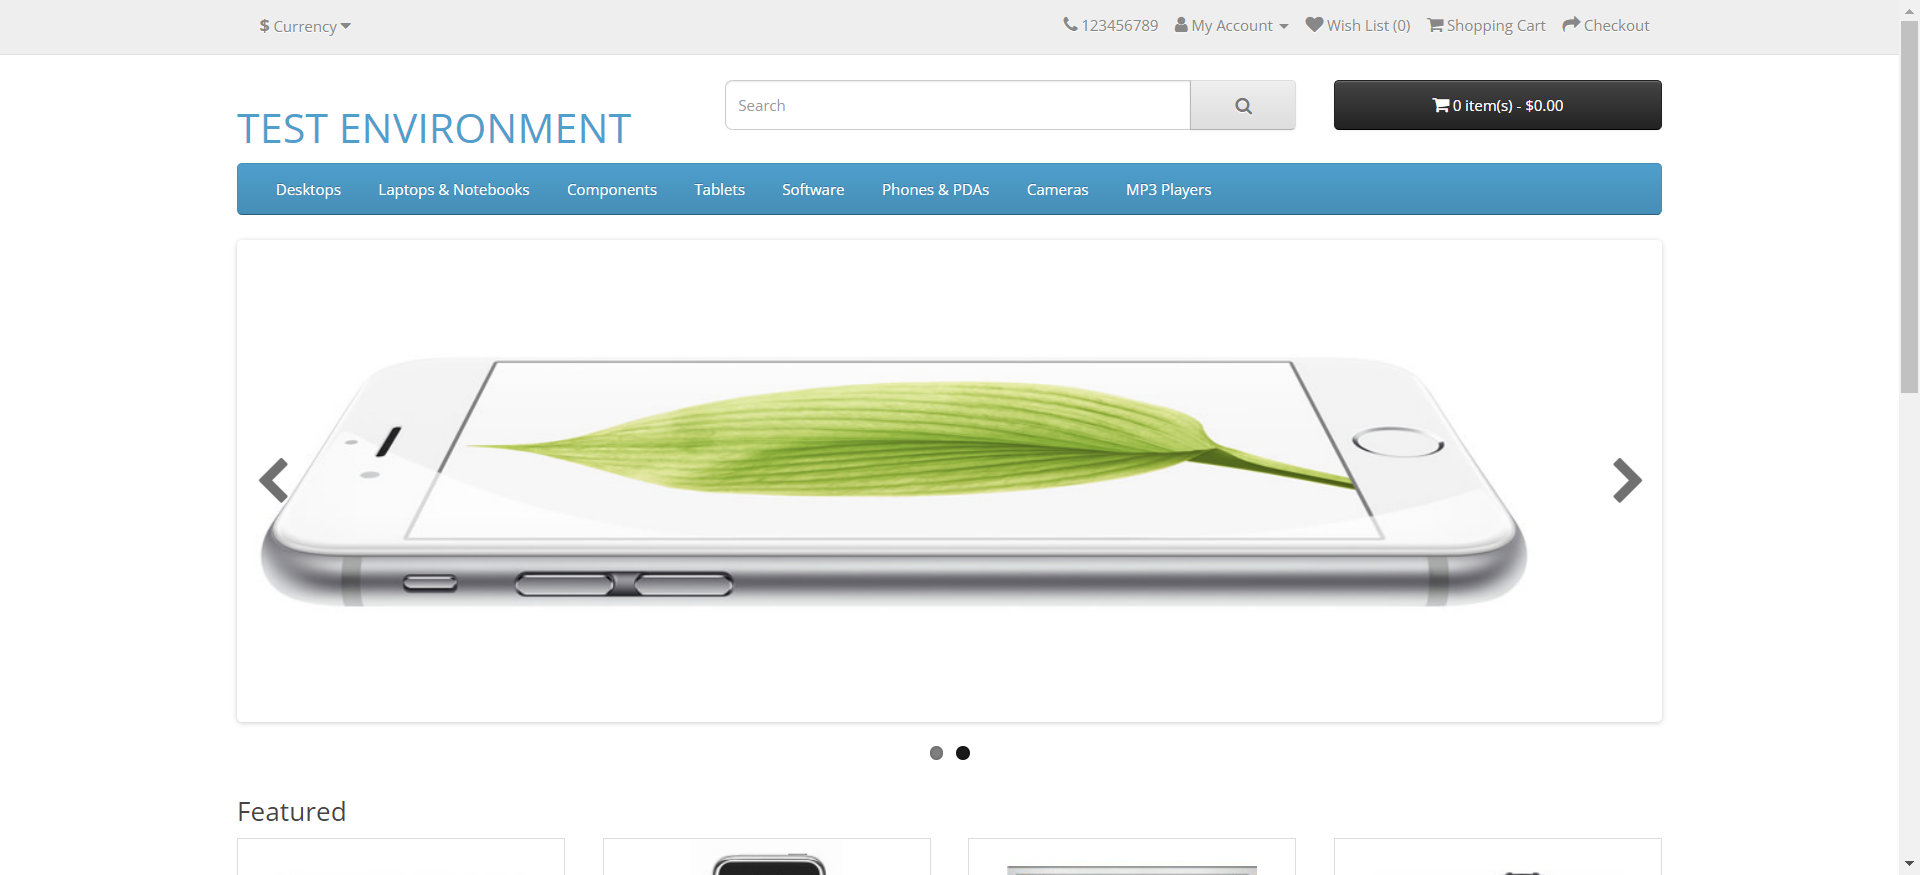 $ Currency 123456789 My Account Wish List (0) Shopping Cart Checkout
TEST ENVIRONMENT
Search
0 item(s) - $0.00
Desktops Laptops & Notebooks Components Tablets Software Phones & PDAs Cameras MP3 Players
Featured